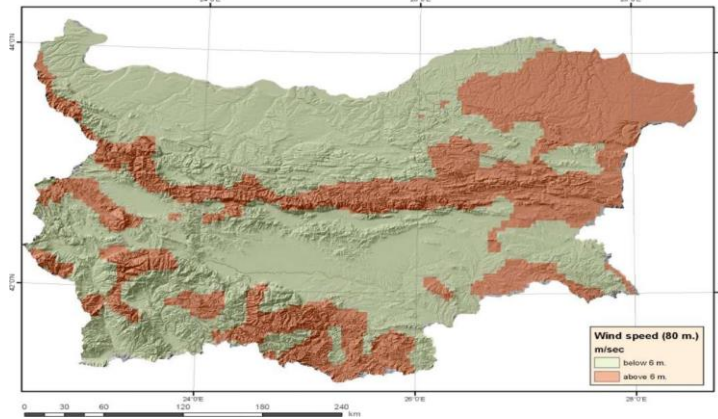 44°0'N
42°0'N
Wind speed (80 m.)
m/sec
below 6 m.
above 6 m.
24°0'E 26°0'E 28°0'E
0 30 60 120 180 240
km